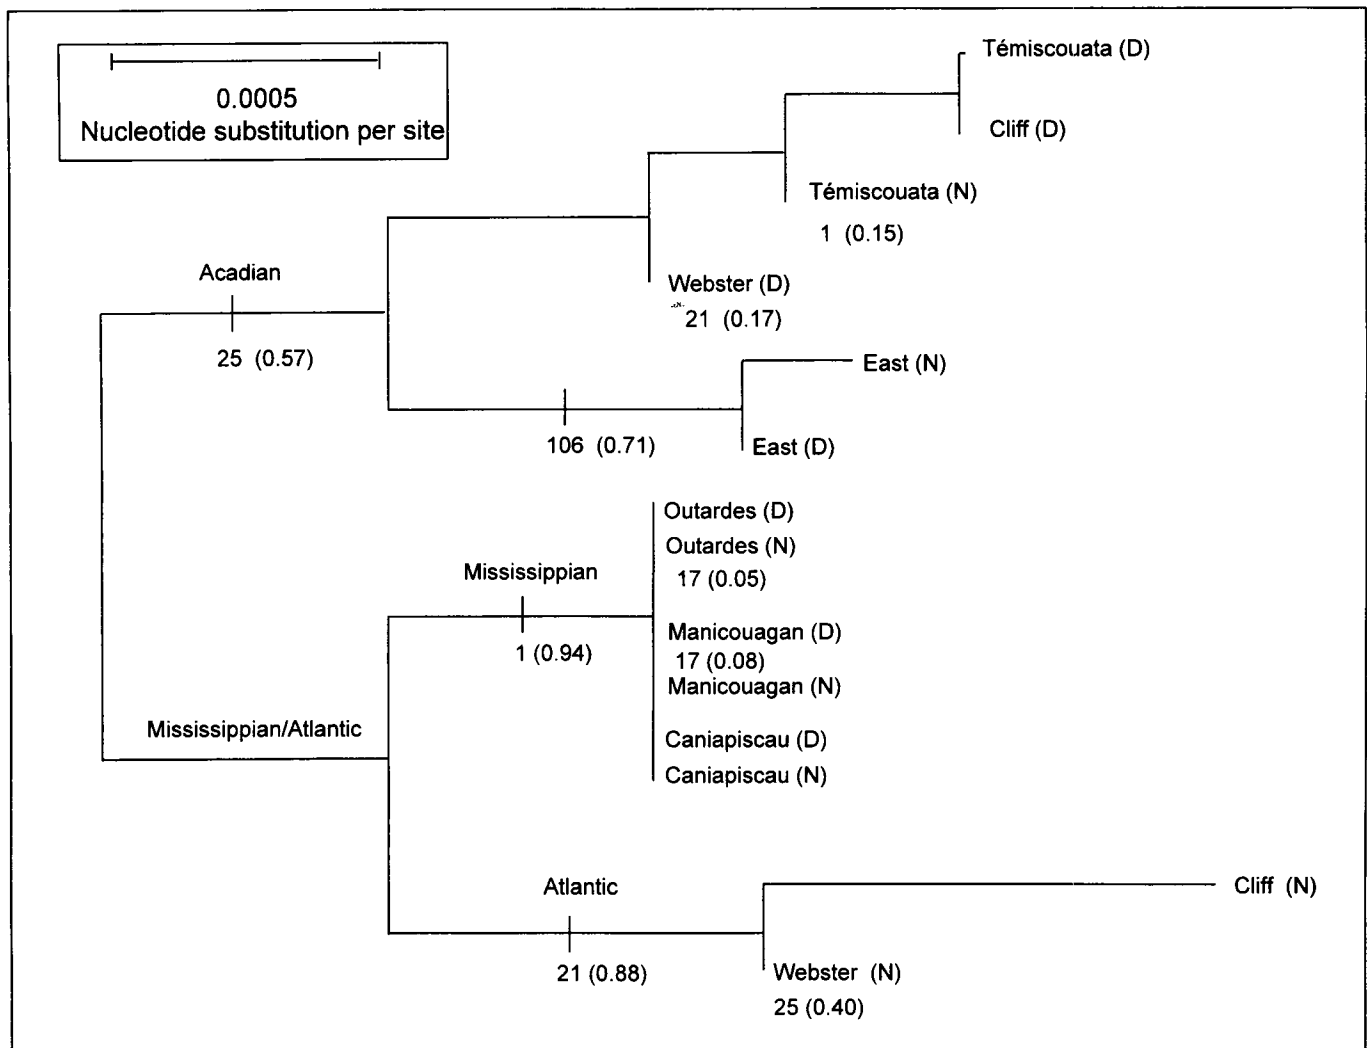 0.0005
Nucleotide substitution per site
Témiscouata (D)
Cliff (D)
Témiscouata (N)
1 (0.15)
Webster (D)
21 (0.17)
Acadian
25 (0.57)
East (N)
106 (0.71)
East (D)
Outardes (D)
Outardes (N)
17 (0.05)
Mississippian
1 (0.94)
Manicouagan (D)
17 (0.08)
Manicouagan (N)
Mississippian/Atlantic
Caniapiscau (D)
Caniapiscau (N)
Atlantic
21 (0.88)
Cliff (N)
Webster (N)
25 (0.40)